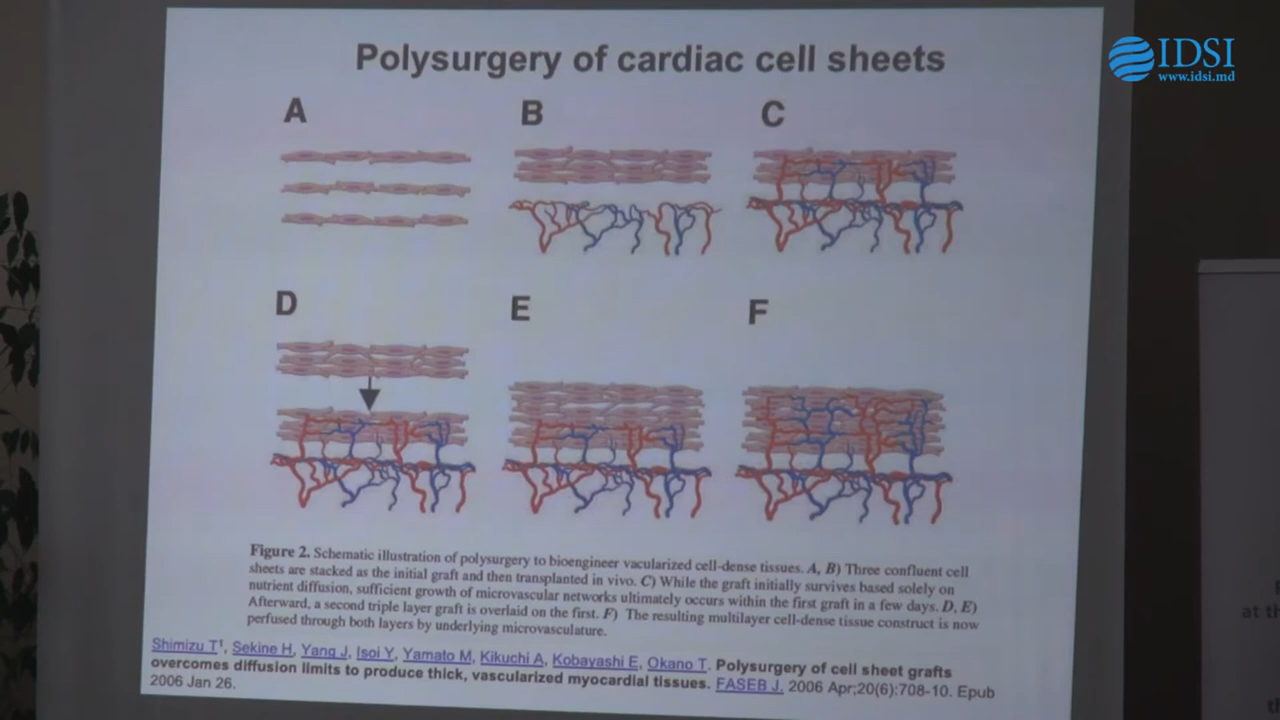 IDSI
www.idsi.md
Polysurgery of cardiac cell sheets
A
B
C
D
E
F
Figure 2. Schematic illustration of polysurgery to bioengineer vacularized cell-dense tissues. A, B) Three confluent cell
sheets are stacked as the initial graft and then transplanted in vivo. C) While the graft initially survives based solely on
nutrient diffusion, sufficient growth of microvascular networks ultimately occurs within the first graft in a few days. D, E)
Afterward, a second triple layer graft is overlaid on the first. F) The resulting multilayer cell-dense tissue construct is now
perfused through both layers by underlying microvasculature.
Shimizu T¹, Sekine H, Yang J, Isoi Y, Yamato M, Kikuchi A, Kobayashi E, Okano T. Polysurgery of cell sheet grafts
overcomes diffusion limits to produce thick, vascularized myocardial tissues. FASEB J. 2006 Apr;20(6):708-10. Epub
2006 Jan 26.